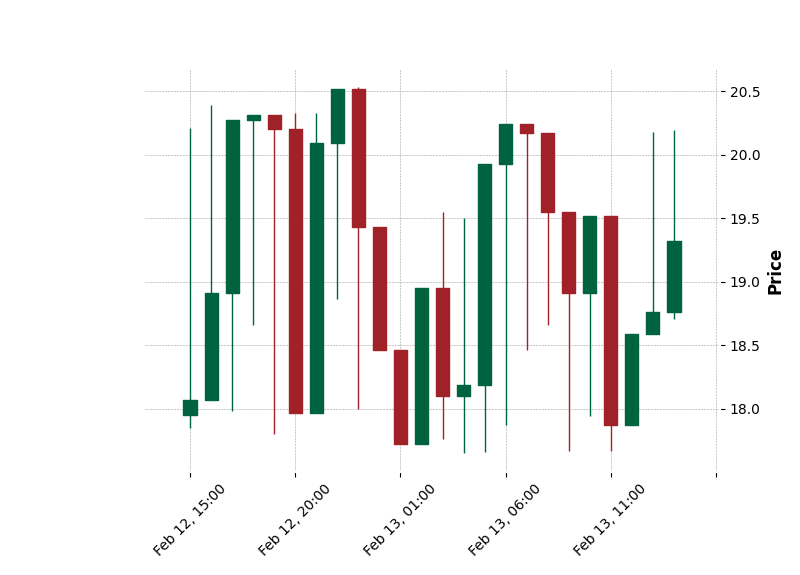 20.5
20.0
19.5
19.0
18.5
18.0
Price
Feb 12, 15:00
Feb 12, 20:00
Feb 13, 01:00
Feb 13, 06:00
Feb 13, 11:00